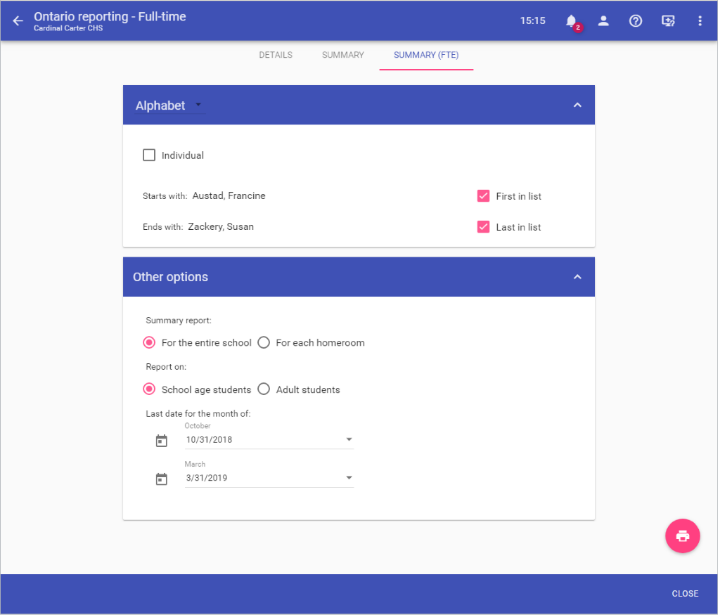 Ontario reporting - Full-time
Cardinal Carter CHS
15:15
2
DETAILS SUMMARY SUMMARY (FTE)
Alphabet
Individual
Starts with: Austad, Francine First in list
Ends with: Zackery, Susan Last in list
Other options
Summary report:
For the entire school For each homeroom
Report on:
School age students Adult students
Last date for the month of:
October
10/31/2018
March
3/31/2019
CLOSE